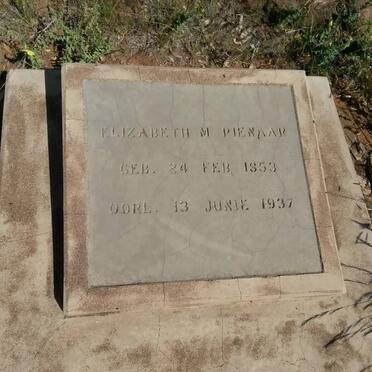 ELIZABETH M PIENAAR
GEB. 24 FEB 1853
OORL. 13 JUNIE 1937